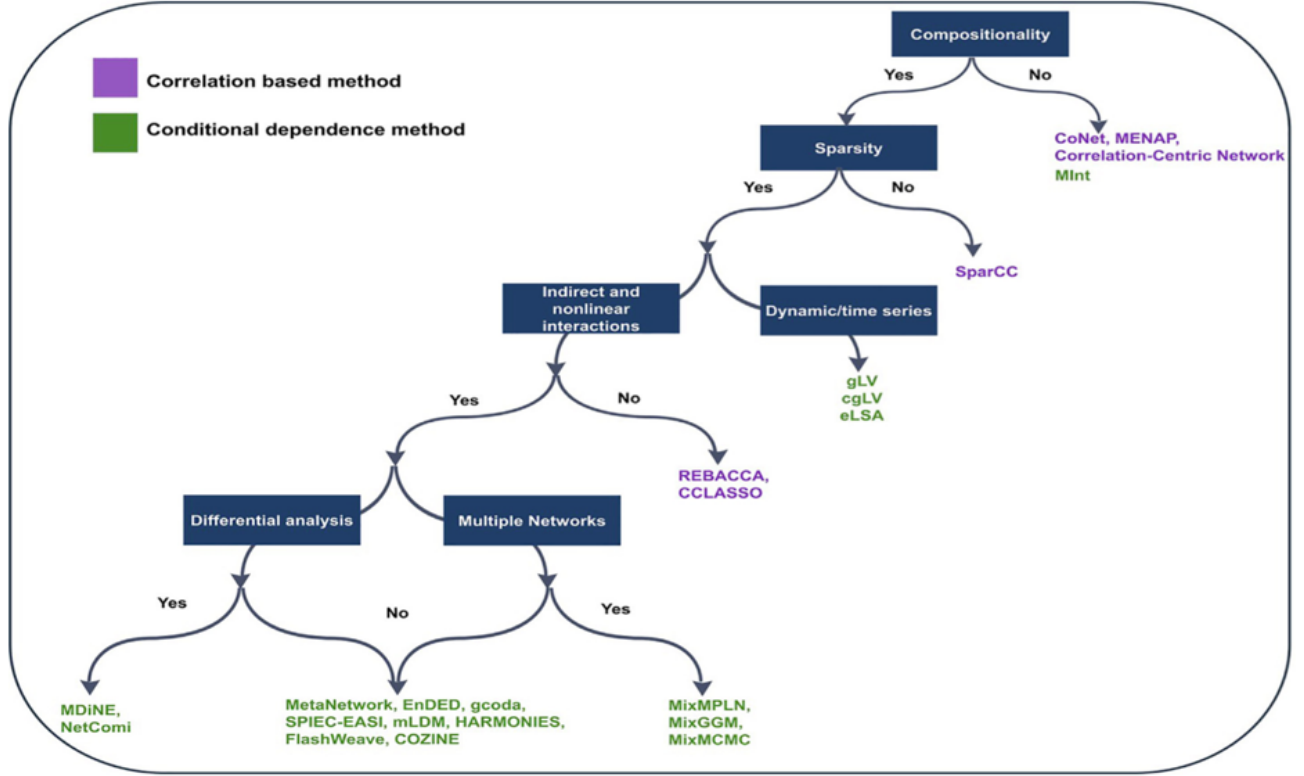 Compositionality
Correlation based method
Conditional dependence method
Yes
No
CoNet, MENAP,
Correlation-Centric Network
MInt
Sparsity
Yes
No
SparCC
Indirect and
nonlinear
interactions
Dynamic/time series
gLV
cgLV
eLSA
Yes
No
REBACCA,
CCLASSO
Differential analysis
Multiple Networks
Yes
No
Yes
MDiNE,
NetComi
MetaNetwork, EnDED, gcoda,
SPIEC-EASI, mLDM, HARMONIES,
FlashWeave, COZINE
MixMPLN,
MixGGM,
MixMCMC